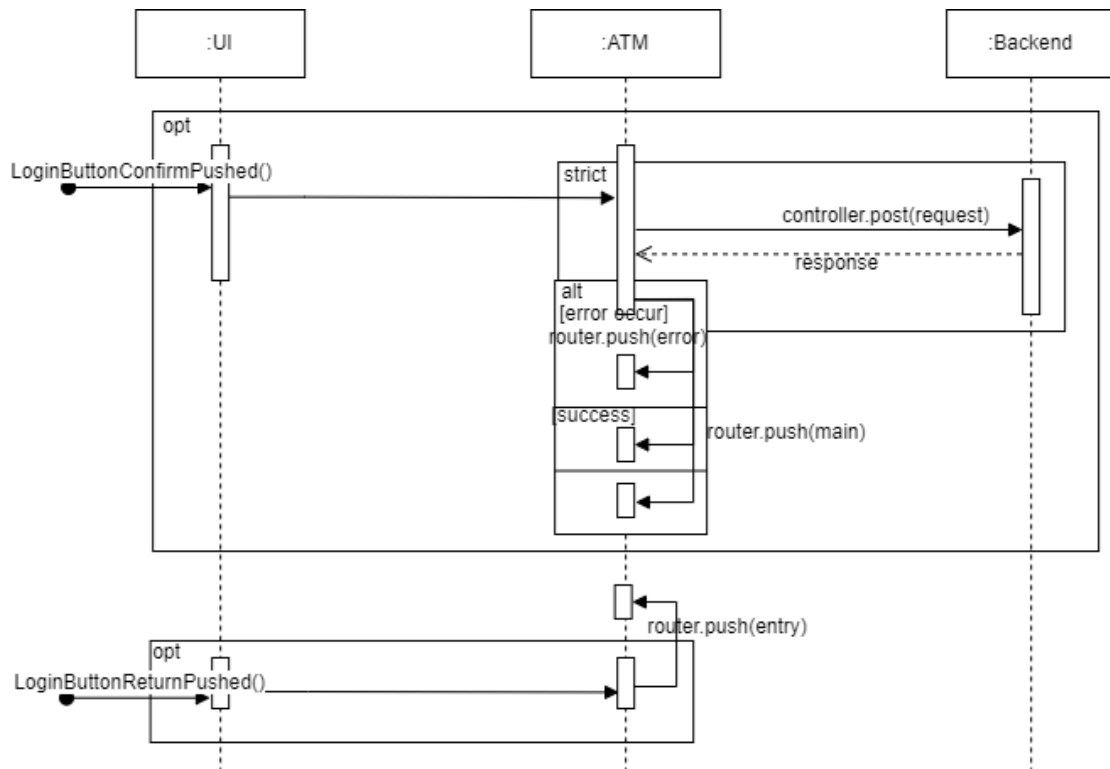 :UI
:ATM
:Backend
opt
LoginButtonConfirmPushed()
strict
controller.post(request)
response
alt
[error occur]
router.push(error)
[success]
router.push(main)
router.push(entry)
opt
LoginButtonReturnPushed()